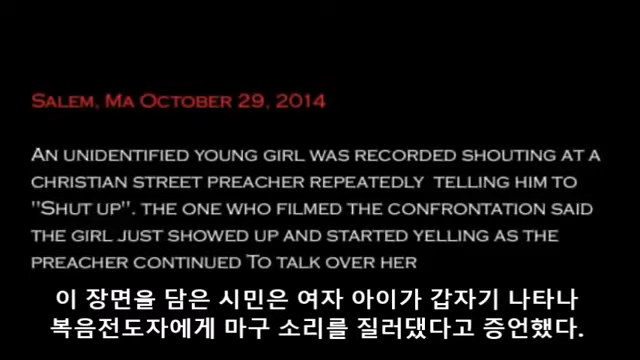 SALEM, MA OCTOBER 29, 2014
AN UNIDENTIFIED YOUNG GIRL WAS RECORDED SHOUTING AT A
CHRISTIAN STREET PREACHER REPEATEDLY TELLING HIM TO
"SHUT UP". THE ONE WHO FILMED THE CONFRONTATION SAID
THE GIRL JUST SHOWED UP AND STARTED YELLING AS THE
PREACHER CONTINUED TO TALK OVER HER
이 장면을 담은 시민은 여자 아이가 갑자기 나타나
복음전도자에게 마구 소리를 질러댔다고 증언했다.